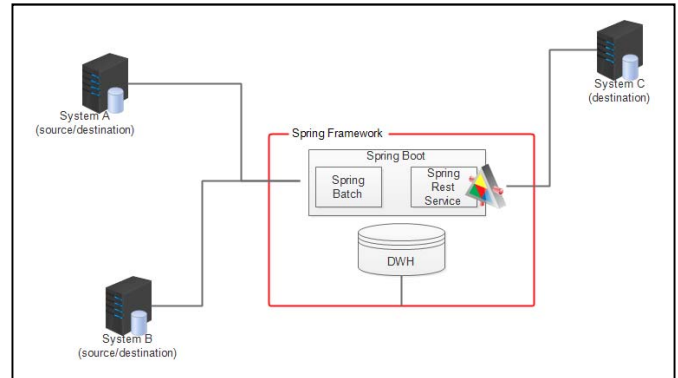 System A
(source/destination)
System C
(destination)
Spring Framework
Spring Boot
Spring
Batch
Spring
Rest
Service
DWH
System B
(source/destination)